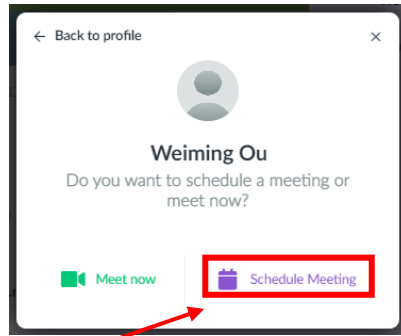 ← Back to profile
×
Weiming Ou
Do you want to schedule a meeting or
meet now?
Meet now
Schedule Meeting